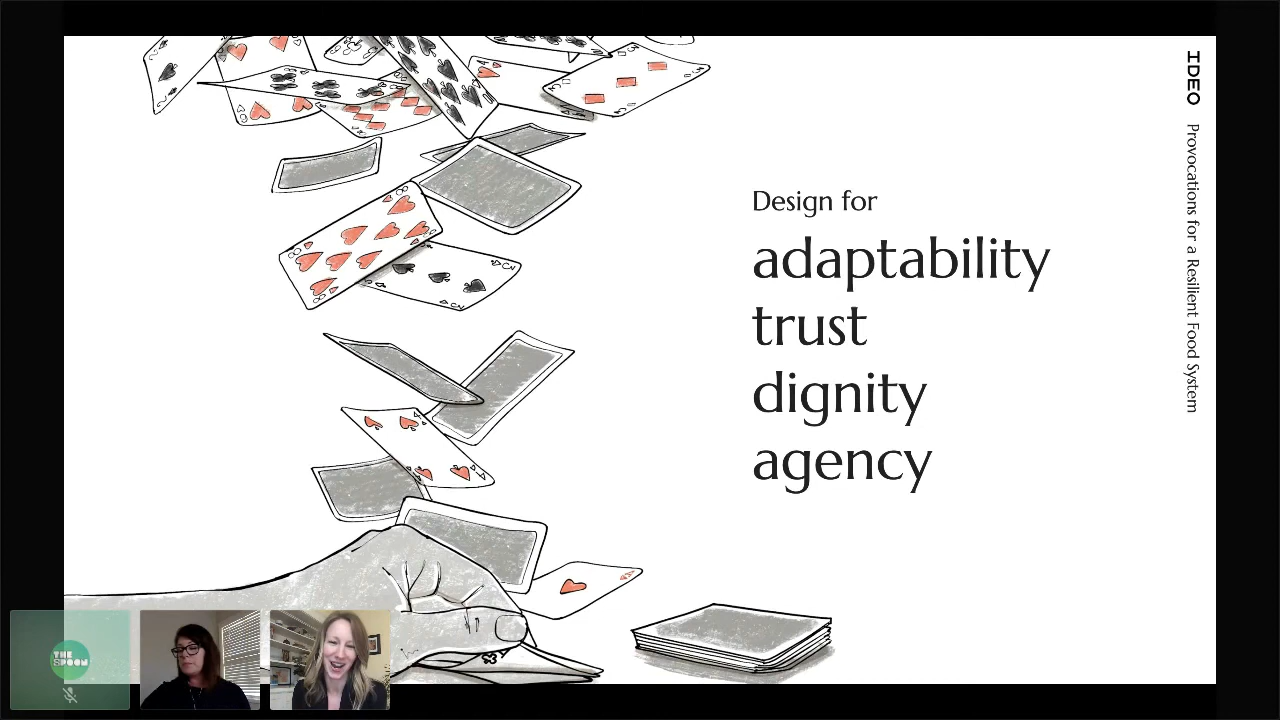 Design for
adaptability
trust
dignity
agency
IDEO Provocations for a Resilient Food System
THE
SPOON